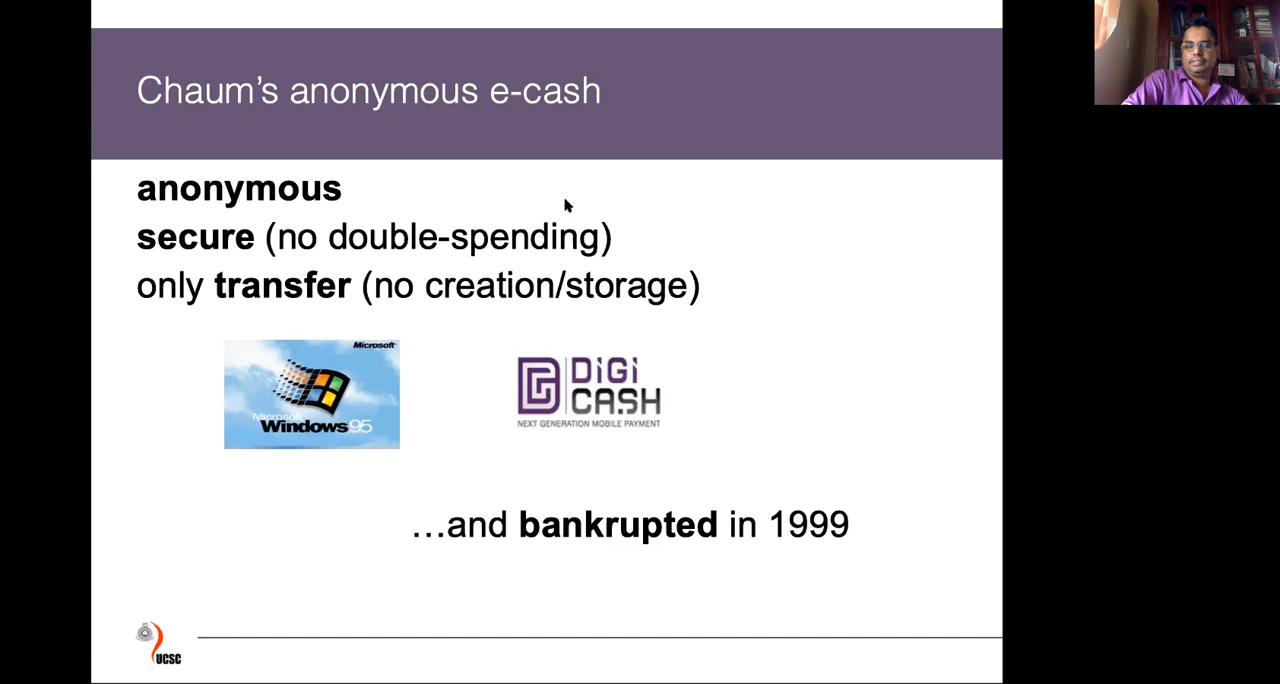 Chaum's anonymous e-cash
anonymous
secure (no double-spending)
only transfer (no creation/storage)
Microsoft
Microsoft
Windows 95
DIGI
CASH
NEXT GENERATION MOBILE PAYMENT
…and bankrupted in 1999
UCSC